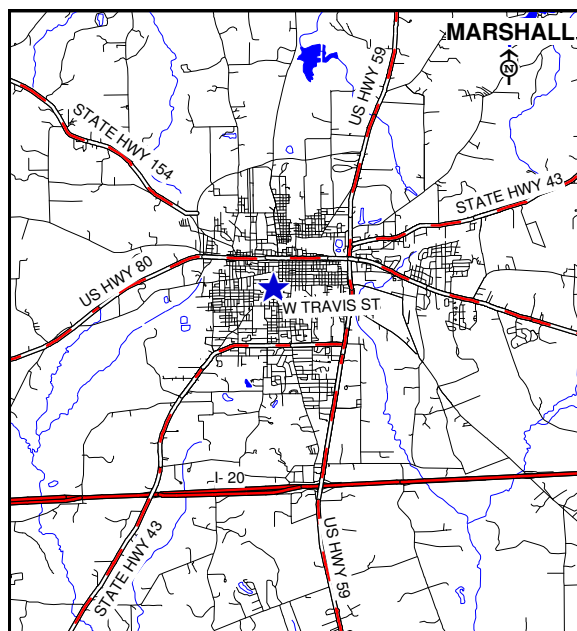 MARSHALL
N
US HWY 59
STATE HWY 154
STATE HWY 43
US HWY 80
W TRAVIS ST
I- 20
STATE HWY 43
US HWY 59